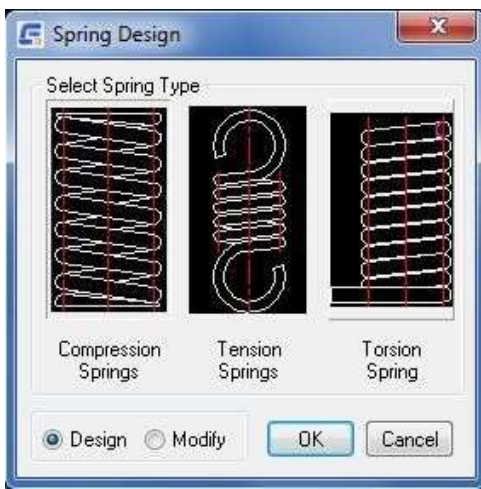 Spring Design
Select Spring Type
Compression
Springs
Tension
Springs
Torsion
Spring
Design
Modify
OK
Cancel